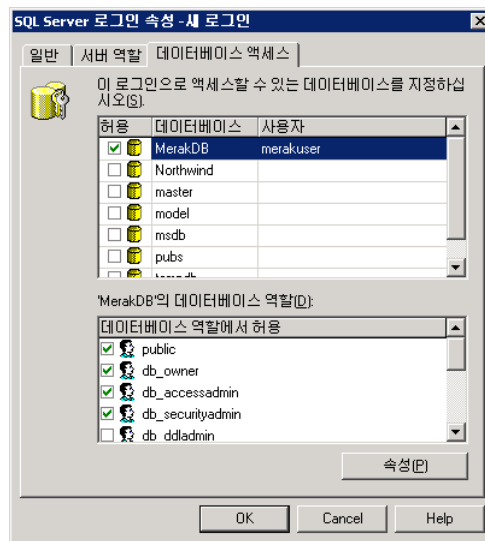 SQL Server 로그인 속성 - 새 로그인
일반 서버 역할 데이터베이스 액세스
이 로그인으로 액세스할 수 있는 데이터베이스를 지정하십
시오(S).
허용 데이터베이스 사용자
MerakDB merakuser
Northwind
master
model
msdb
pubs
tempdb
'MerakDB'의 데이터베이스 역할(D):
데이터베이스 역할에서 허용
public
db_owner
db_accessadmin
db_securityadmin
db_ddladmin
속성(P)
OK Cancel Help